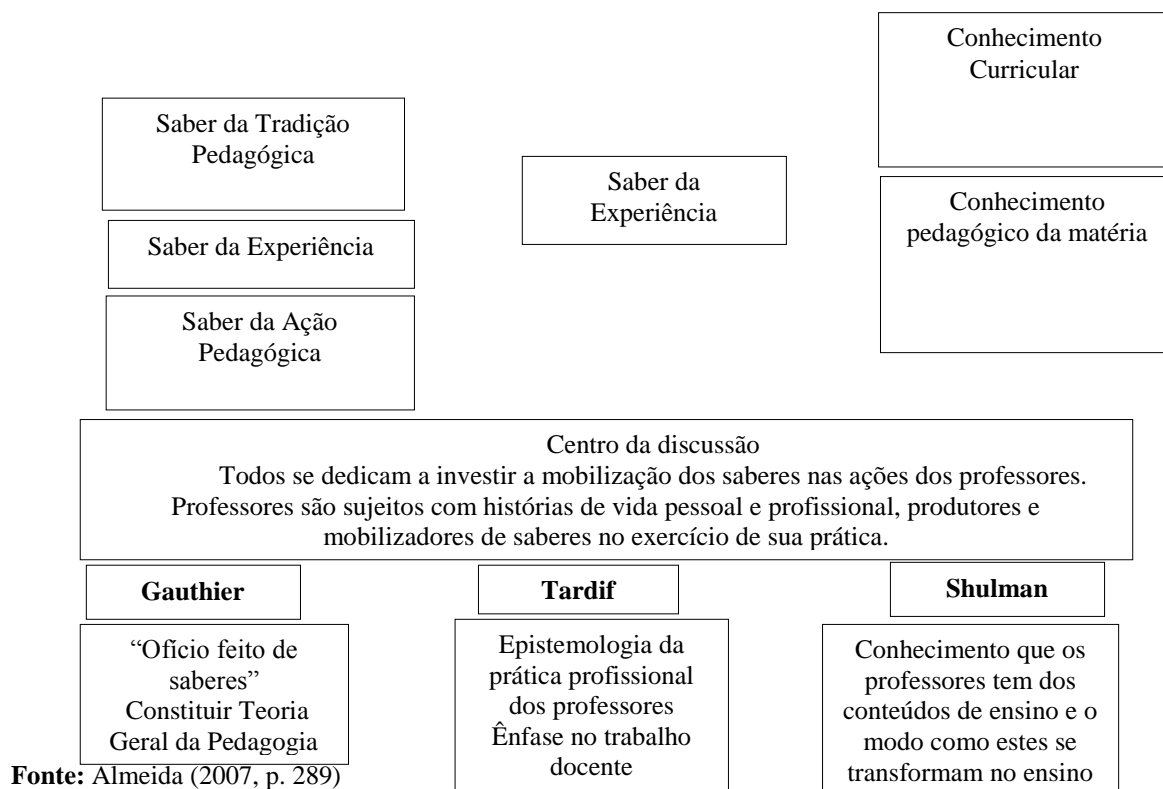 Saber da Tradição
Pedagógica
Saber da Experiência
Saber da Ação
Pedagógica
Saber da
Experiência
Conhecimento
Curricular
Conhecimento
pedagógico da matéria
Centro da discussão
Todos se dedicam a investir a mobilização dos saberes nas ações dos professores.
Professores são sujeitos com histórias de vida pessoal e profissional, produtores e
mobilizadores de saberes no exercício de sua prática.
Gauthier
“Ofício feito de
saberes”
Constituir Teoria
Geral da Pedagogia
Tardif
Epistemologia da
prática profissional
dos professores
Ênfase no trabalho
docente
Shulman
Conhecimento que os
professores tem dos
conteúdos de ensino e o
modo como estes se
transformam no ensino
Fonte: Almeida (2007, p. 289)